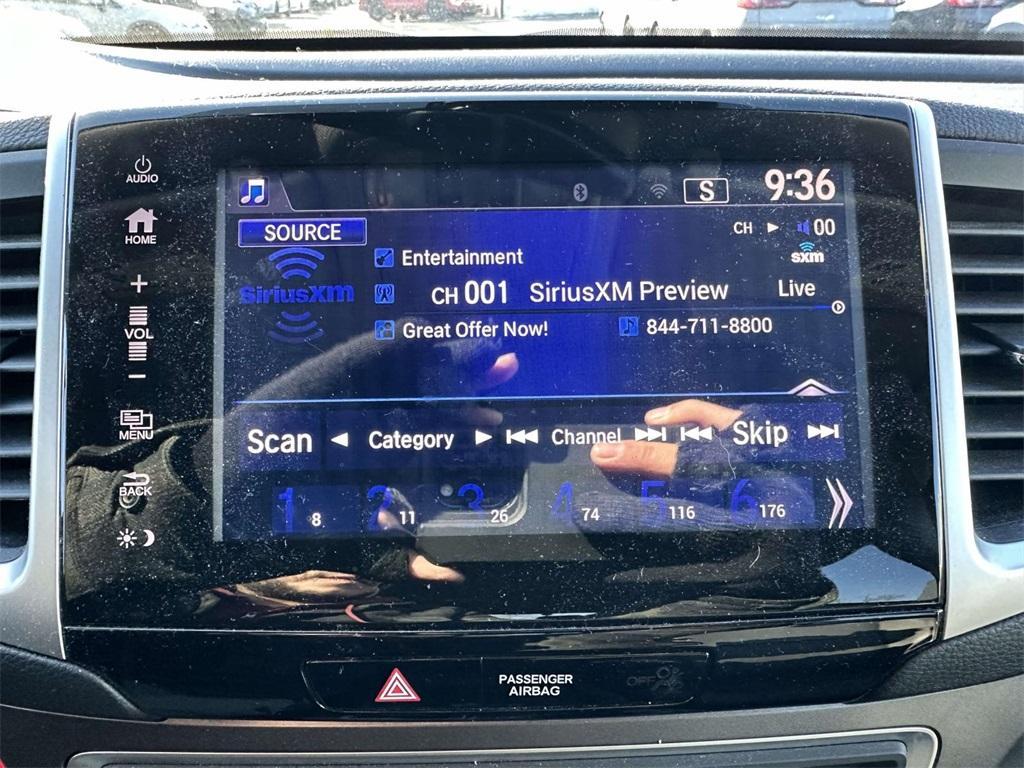 AUDIO
HOME
+
VOL
−
MENU
BACK
S 9:36
SOURCE
CH ► 00
sxm
SiriusXM
Entertainment
CH 001 SiriusXM Preview Live
Great Offer Now! 844-711-8800
Scan ◄ Category ► Channel Skip
1 8 2 11 3 26 4 74 5 116 6 176
PASSENGER
AIRBAG OFF